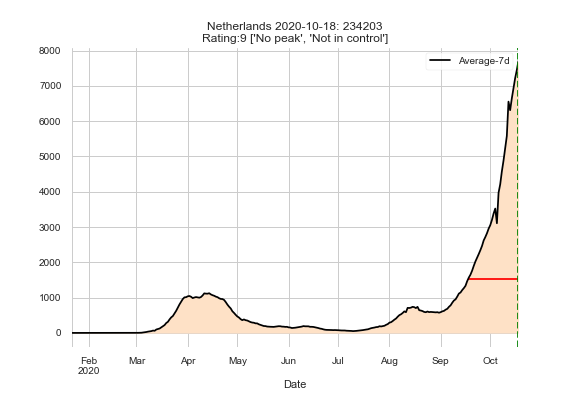 Netherlands 2020-10-18: 234203
Rating:9 ['No peak', 'Not in control']
Average-7d
8000
7000
6000
5000
4000
3000
2000
1000
0
Feb Mar Apr May Jun Jul Aug Sep Oct
2020
Date